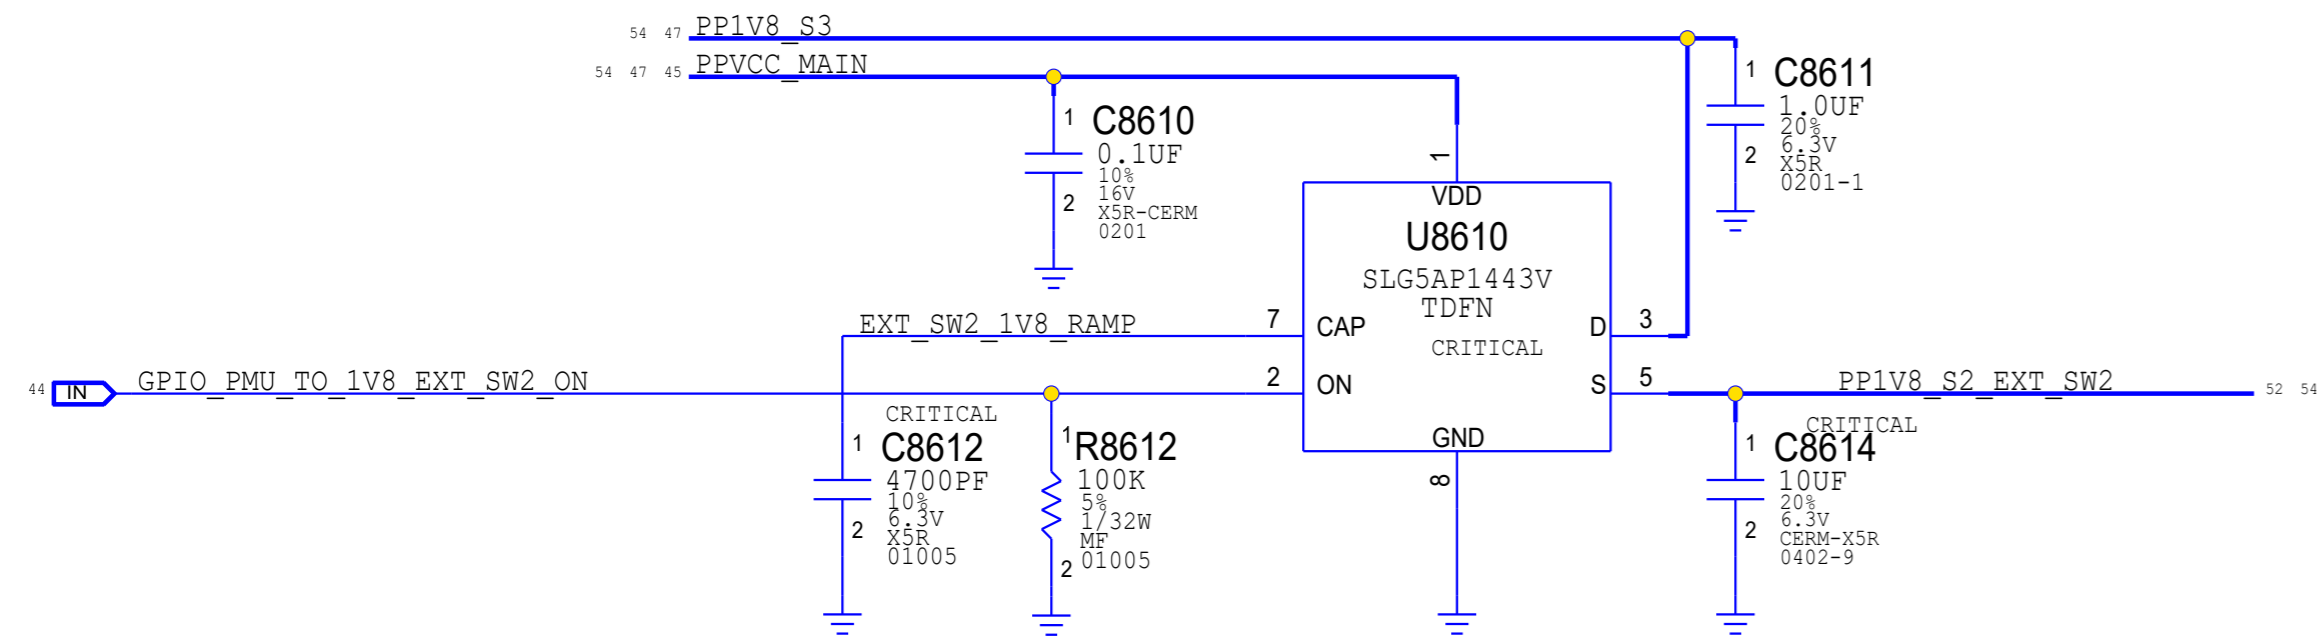 54 47 PP1V8_S3
54 47 45 PPVCC_MAIN
1 C8610
0.1UF
10%
16V
2 X5R-CERM
0201
1 C8611
1.0UF
20%
6.3V
2 X5R
0201-1
1
VDD
U8610
SLG5AP1443V
TDFN
CRITICAL
EXT_SW2_1V8_RAMP 7 CAP
D 3
44 IN GPIO_PMU_TO_1V8_EXT_SW2_ON 2 ON
S 5 PP1V8_S2_EXT_SW2 52 54
GND
8
CRITICAL
1 C8612
4700PF
10%
6.3V
2 X5R
01005
1 R8612
100K
5%
1/32W
MF
2 01005
CRITICAL
1 C8614
10UF
20%
6.3V
2 CERM-X5R
0402-9